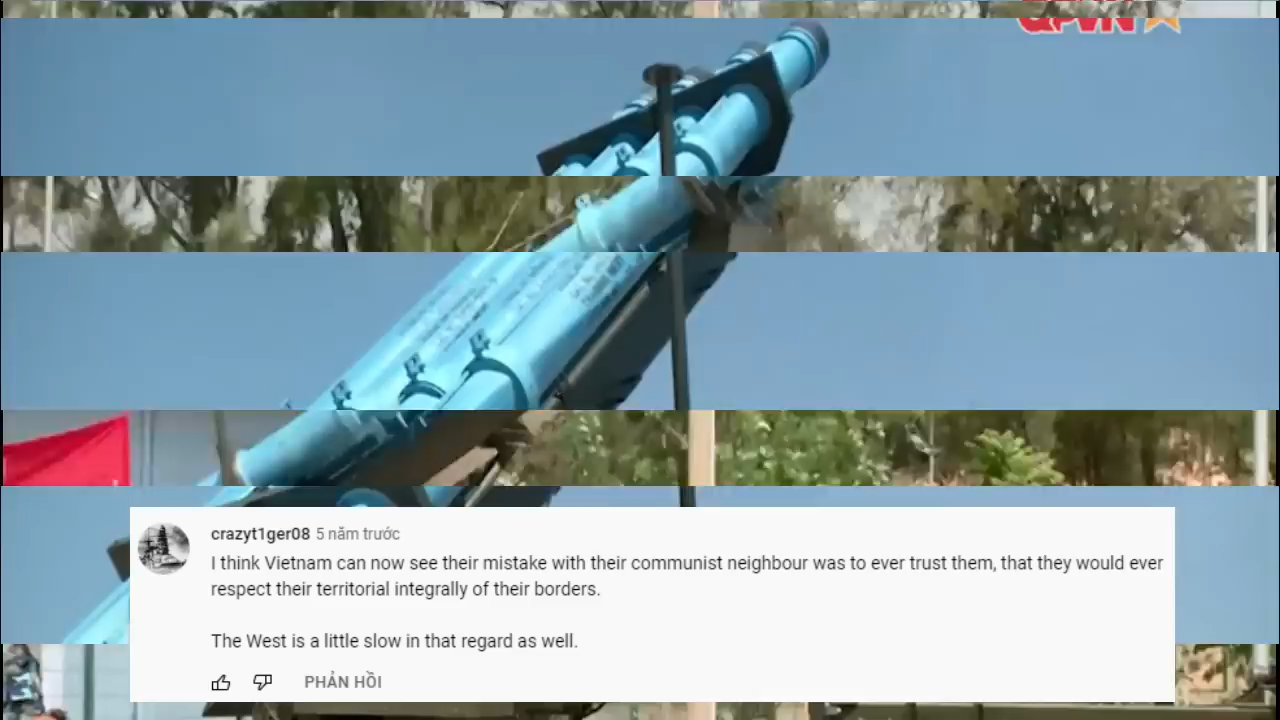 QPVN
crazyt1ger08 5 năm trước
I think Vietnam can now see their mistake with their communist neighbour was to ever trust them, that they would ever
respect their territorial integrally of their borders.
The West is a little slow in that regard as well.
PHẢN HỒI